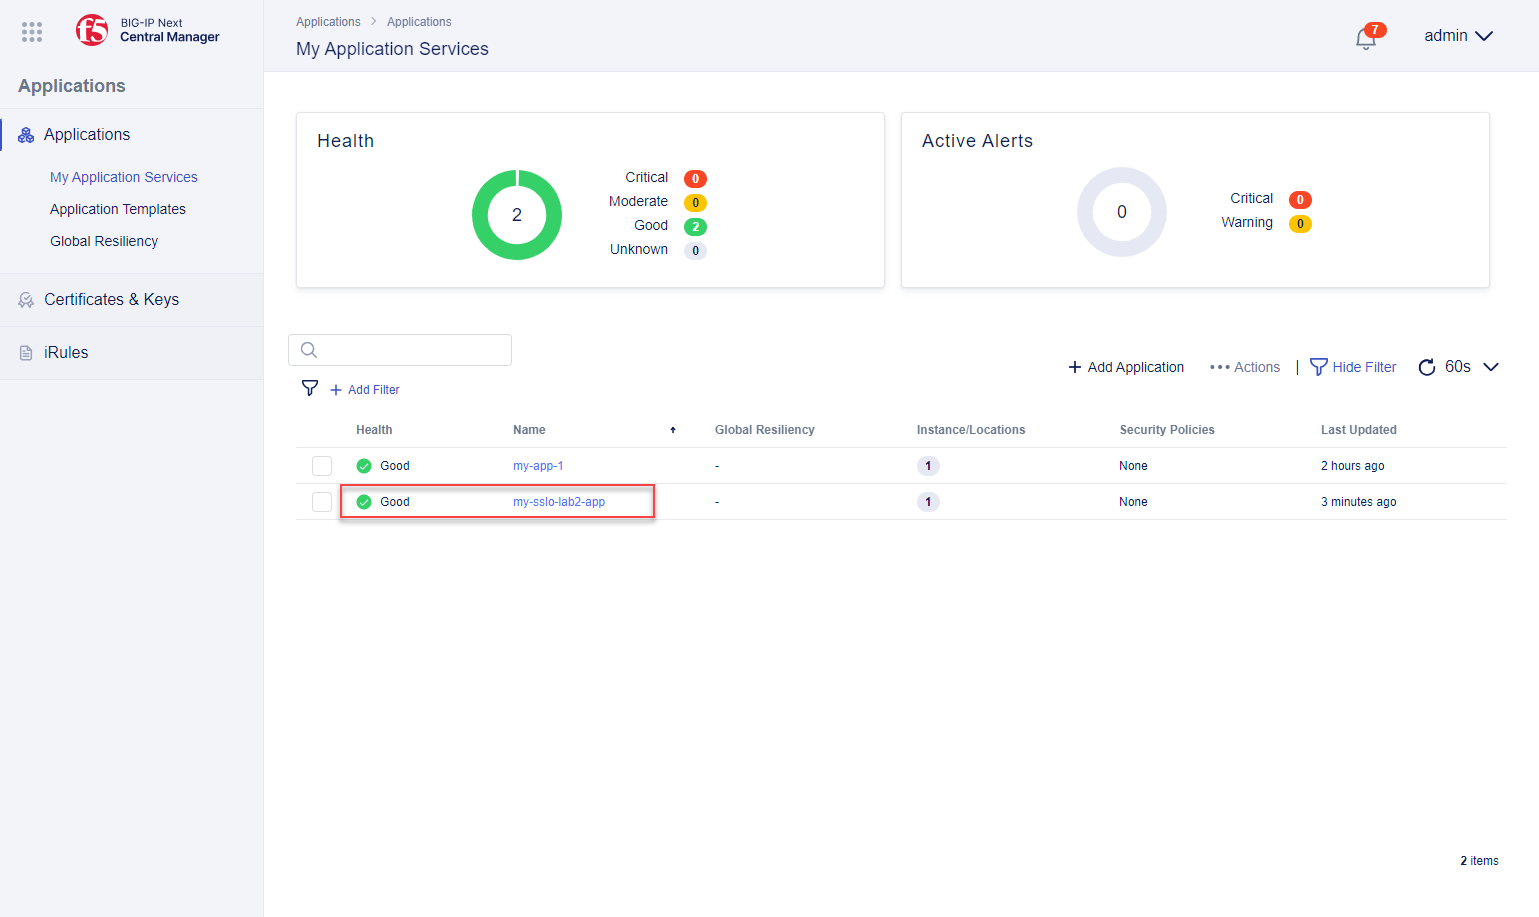 f5
BIG-IP Next
Central Manager
Applications
Applications
My Application Services
Application Templates
Global Resiliency
Certificates & Keys
iRules
Applications > Applications
My Application Services
7
admin
Health
2
Critical 0
Moderate 0
Good 2
Unknown 0
Active Alerts
0
Critical 0
Warning 0
+ Add Filter
+ Add Application
••• Actions
|
Hide Filter
60s
Health Name Global Resiliency Instance/Locations Security Policies Last Updated
Good my-app-1 - 1 None 2 hours ago
Good my-sslo-lab2-app - 1 None 3 minutes ago
2 items